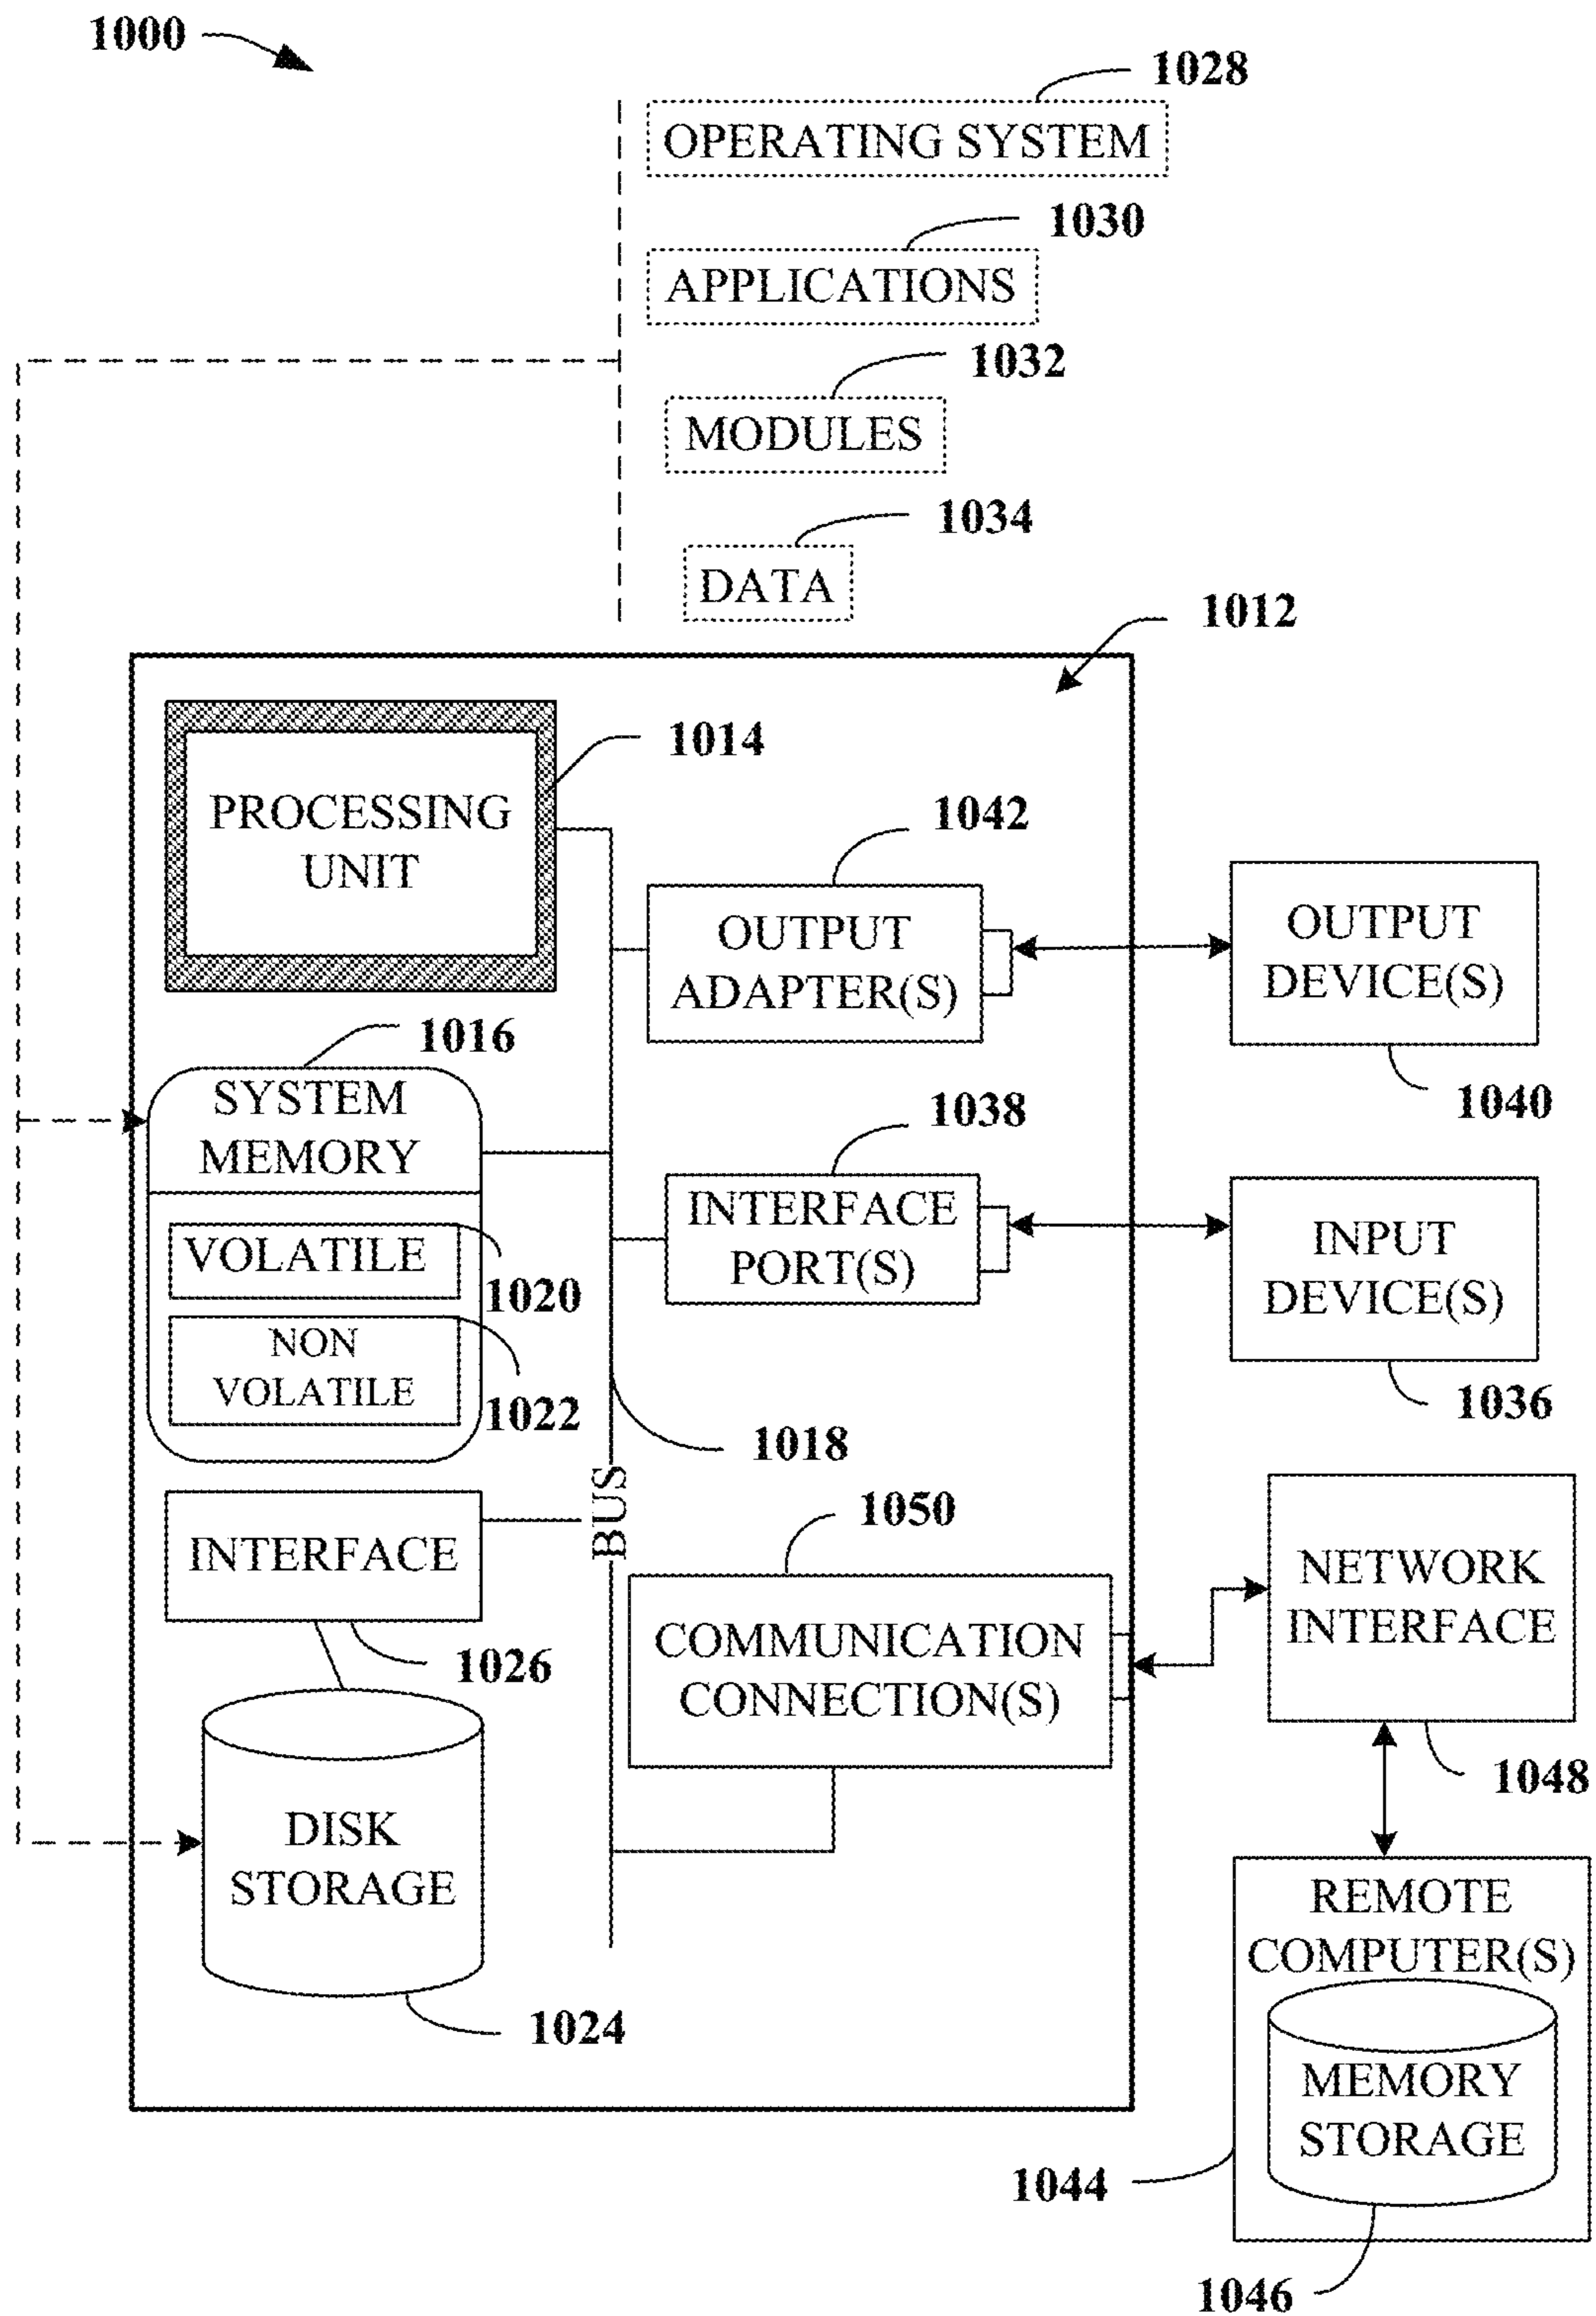 1000
1028
OPERATING SYSTEM
1030
APPLICATIONS
1032
MODULES
1034
DATA
1012
1014
PROCESSING
UNIT
1042
OUTPUT
ADAPTER(S)
OUTPUT
DEVICE(S)
1040
1016
SYSTEM
MEMORY
VOLATILE
1020
NON
VOLATILE
1022
1038
INTERFACE
PORT(S)
INPUT
DEVICE(S)
1036
1018
BUS
INTERFACE
1026
1050
COMMUNICATION
CONNECTION(S)
NETWORK
INTERFACE
1048
DISK
STORAGE
1024
REMOTE
COMPUTER(S)
MEMORY
STORAGE
1044
1046